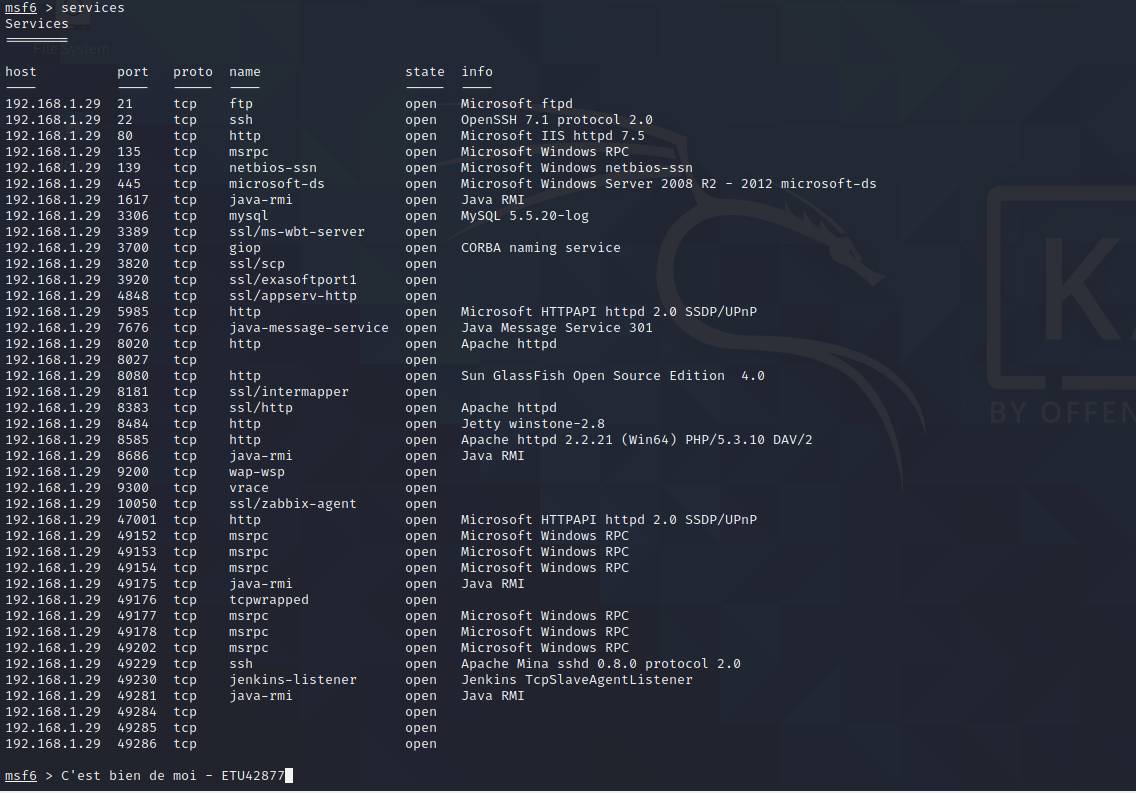 msf6 > services
Services
========
File System
host port proto name state info
---- ---- ----- ---- ----- ----
192.168.1.29 21 tcp ftp open Microsoft ftpd
192.168.1.29 22 tcp ssh open OpenSSH 7.1 protocol 2.0
192.168.1.29 80 tcp http open Microsoft IIS httpd 7.5
192.168.1.29 135 tcp msrpc open Microsoft Windows RPC
192.168.1.29 139 tcp netbios-ssn open Microsoft Windows netbios-ssn
192.168.1.29 445 tcp microsoft-ds open Microsoft Windows Server 2008 R2 - 2012 microsoft-ds
192.168.1.29 1617 tcp java-rmi open Java RMI
192.168.1.29 3306 tcp mysql open MySQL 5.5.20-log
192.168.1.29 3389 tcp ssl/ms-wbt-server open
192.168.1.29 3700 tcp giop open CORBA naming service
192.168.1.29 3820 tcp ssl/scp open
192.168.1.29 3920 tcp ssl/exasoftport1 open
192.168.1.29 4848 tcp ssl/appserv-http open
192.168.1.29 5985 tcp http open Microsoft HTTPAPI httpd 2.0 SSDP/UPnP
192.168.1.29 7676 tcp java-message-service open Java Message Service 301
192.168.1.29 8020 tcp http open Apache httpd
192.168.1.29 8027 tcp open
192.168.1.29 8080 tcp http open Sun GlassFish Open Source Edition 4.0
192.168.1.29 8181 tcp ssl/intermapper open
192.168.1.29 8383 tcp ssl/http open Apache httpd
192.168.1.29 8484 tcp http open Jetty winstone-2.8
BY OFFEN
192.168.1.29 8585 tcp http open Apache httpd 2.2.21 (Win64) PHP/5.3.10 DAV/2
192.168.1.29 8686 tcp java-rmi open Java RMI
192.168.1.29 9200 tcp wap-wsp open
192.168.1.29 9300 tcp vrace open
192.168.1.29 10050 tcp ssl/zabbix-agent open
192.168.1.29 47001 tcp http open Microsoft HTTPAPI httpd 2.0 SSDP/UPnP
192.168.1.29 49152 tcp msrpc open Microsoft Windows RPC
192.168.1.29 49153 tcp msrpc open Microsoft Windows RPC
192.168.1.29 49154 tcp msrpc open Microsoft Windows RPC
192.168.1.29 49175 tcp java-rmi open Java RMI
192.168.1.29 49176 tcp tcpwrapped open
192.168.1.29 49177 tcp msrpc open Microsoft Windows RPC
192.168.1.29 49178 tcp msrpc open Microsoft Windows RPC
192.168.1.29 49202 tcp msrpc open Microsoft Windows RPC
192.168.1.29 49229 tcp ssh open Apache Mina sshd 0.8.0 protocol 2.0
192.168.1.29 49230 tcp jenkins-listener open Jenkins TcpSlaveAgentListener
192.168.1.29 49281 tcp java-rmi open Java RMI
192.168.1.29 49284 tcp open
192.168.1.29 49285 tcp open
192.168.1.29 49286 tcp open
msf6 > C'est bien de moi - ETU42877